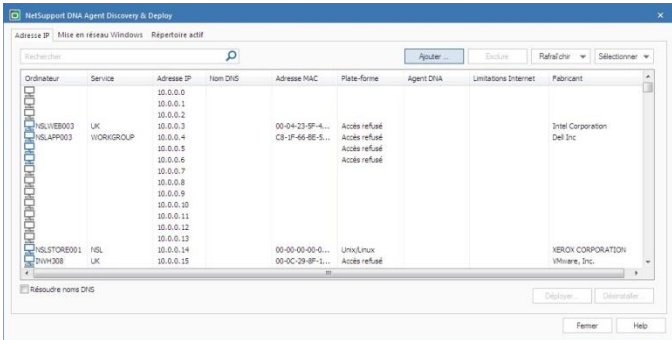 NetSupport DNA Agent Discovery & Deploy
Adresse IP Mise en réseau Windows Répertoire actif
Rechercher Ajouter ... Exclure Rafraîchir Sélectionner
Ordinateur Service Adresse IP Nom DNS Adresse MAC Plate-forme Agent DNA Limitations Internet Fabricant
10.0.0.0
10.0.0.1
10.0.0.2
NSLWEB003 UK 10.0.0.3 00-04-23-5F-4... Accès refusé Intel Corporation
NSLAPP003 WORKGROUP 10.0.0.4 C8-1F-66-BE-5... Accès refusé Dell Inc
10.0.0.5 Accès refusé
10.0.0.6 Accès refusé
10.0.0.7
10.0.0.8
10.0.0.9
10.0.0.10
10.0.0.11
10.0.0.12
10.0.0.13
NSLSTORE001 NSL 10.0.0.14 00-00-00-00-0... Unix/Linux XEROX CORPORATION
INVH308 UK 10.0.0.15 00-0C-29-8F-1... Accès refusé VMware, Inc.
Résoudre noms DNS
Déployer... Désinstaller...
Fermer Help